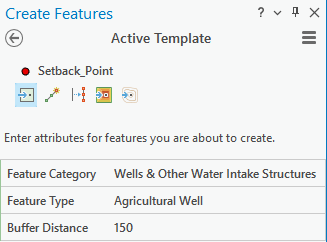 Create Features
Active Template
Setback_Point
Enter attributes for features you are about to create.
Feature Category Wells & Other Water Intake Structures
Feature Type Agricultural Well
Buffer Distance 150